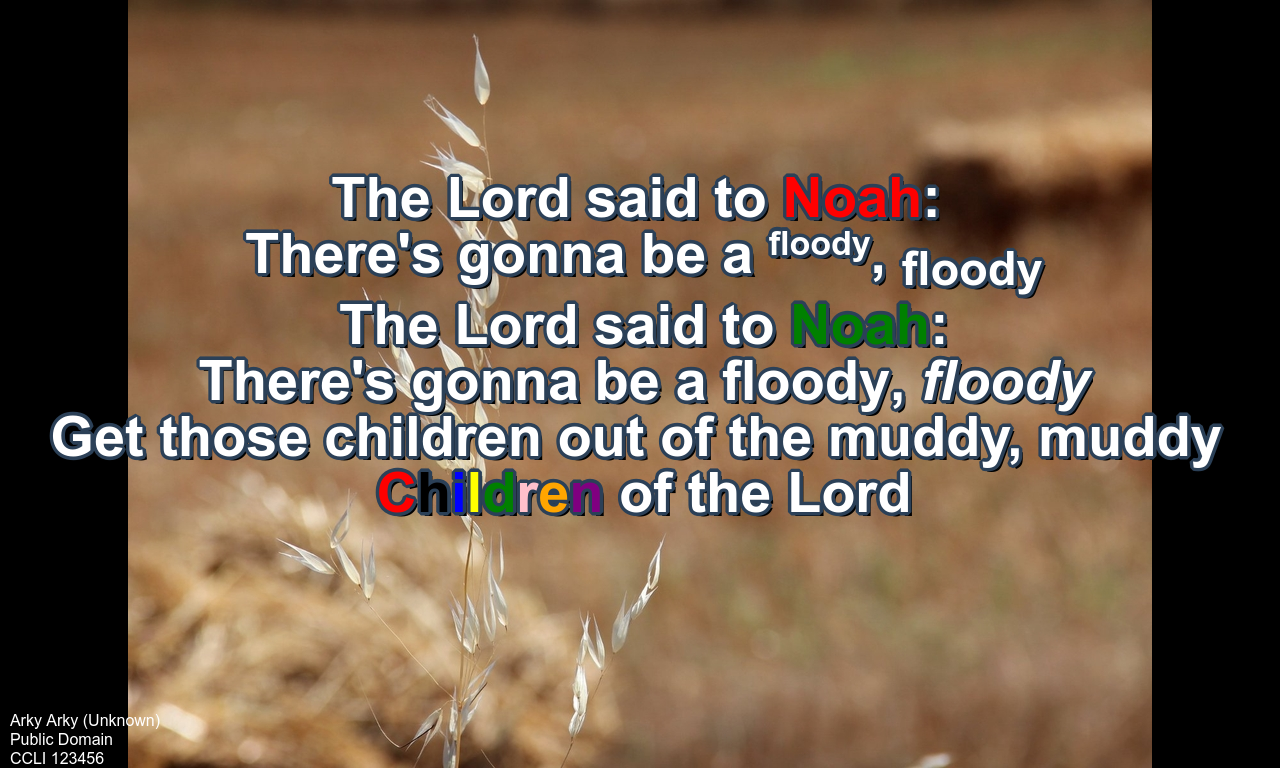 The Lord said to Noah:
There's gonna be a floody, floody
The Lord said to Noah:
There's gonna be a floody, floody
Get those children out of the muddy, muddy
Children of the Lord
Arky Arky (Unknown)
Public Domain
CCLI 123456